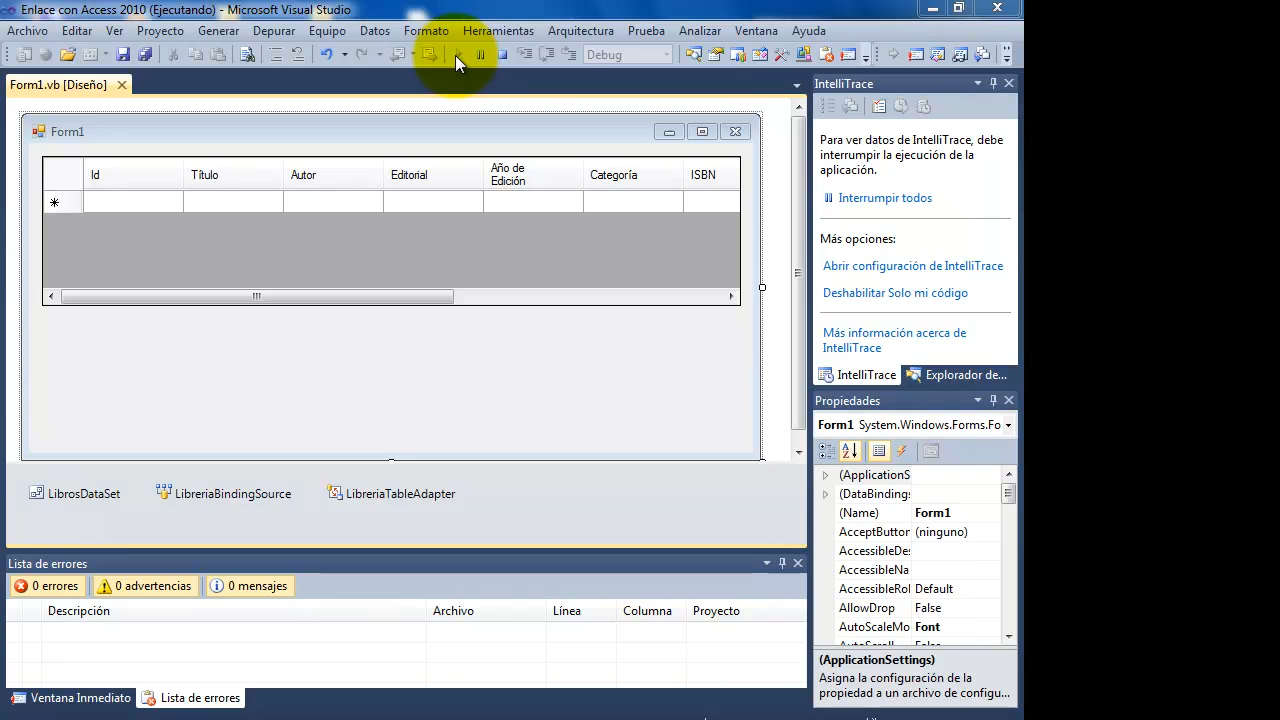 Enlace con Access 2010 (Ejecutando) - Microsoft Visual Studio
Archivo Editar Ver Proyecto Generar Depurar Equipo Datos Formato Herramientas Arquitectura Prueba Analizar Ventana Ayuda
Debug
Form1.vb [Diseño]
Form1
Id Título Autor Editorial Año de Edición Categoría ISBN
LibrosDataSet LibreriaBindingSource LibreriaTableAdapter
Lista de errores
0 errores 0 advertencias 0 mensajes
Descripción Archivo Línea Columna Proyecto
Ventana Inmediato Lista de errores
IntelliTrace
Para ver datos de IntelliTrace, debe
interrumpir la ejecución de la
aplicación.
Interrumpir todos
Más opciones:
Abrir configuración de IntelliTrace
Deshabilitar Solo mi código
Más información acerca de
IntelliTrace
IntelliTrace Explorador de...
Propiedades
Form1 System.Windows.Forms.Fo
(ApplicationS
(DataBindings
(Name) Form1
AcceptButton (ninguno)
AccessibleDes
AccessibleNa
AccessibleRol Default
AllowDrop False
AutoScaleMo Font
AutoScroll False
(ApplicationSettings)
Asigna la configuración de la
propiedad a un archivo de configu...